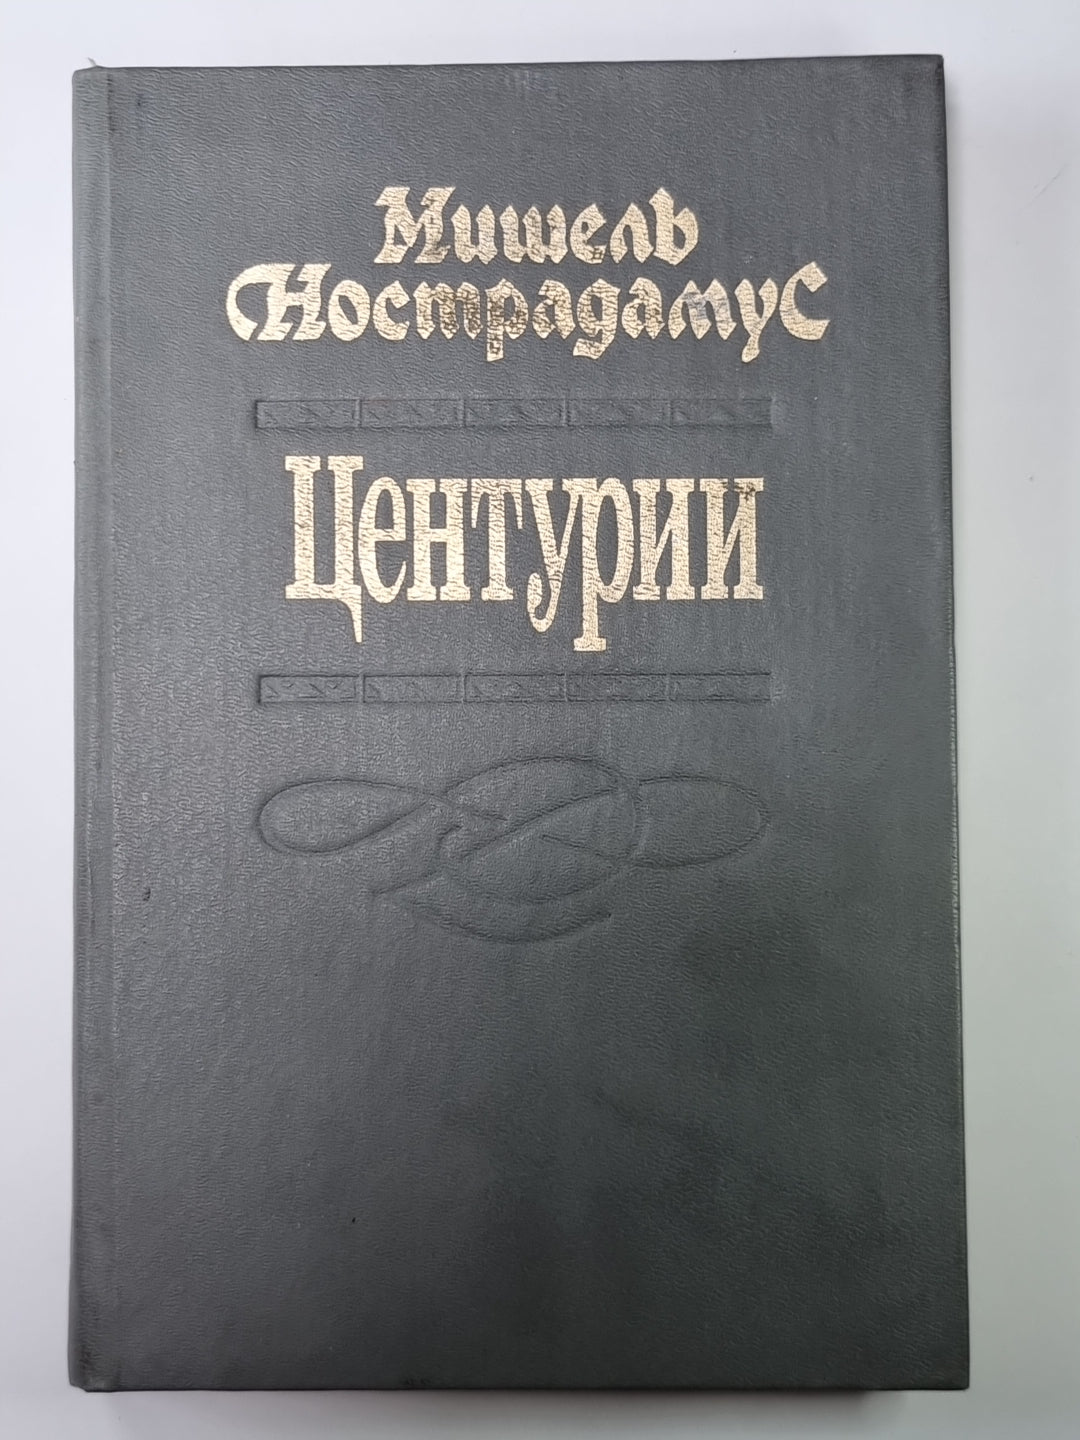 Мишель
Нострадамус
Центурии